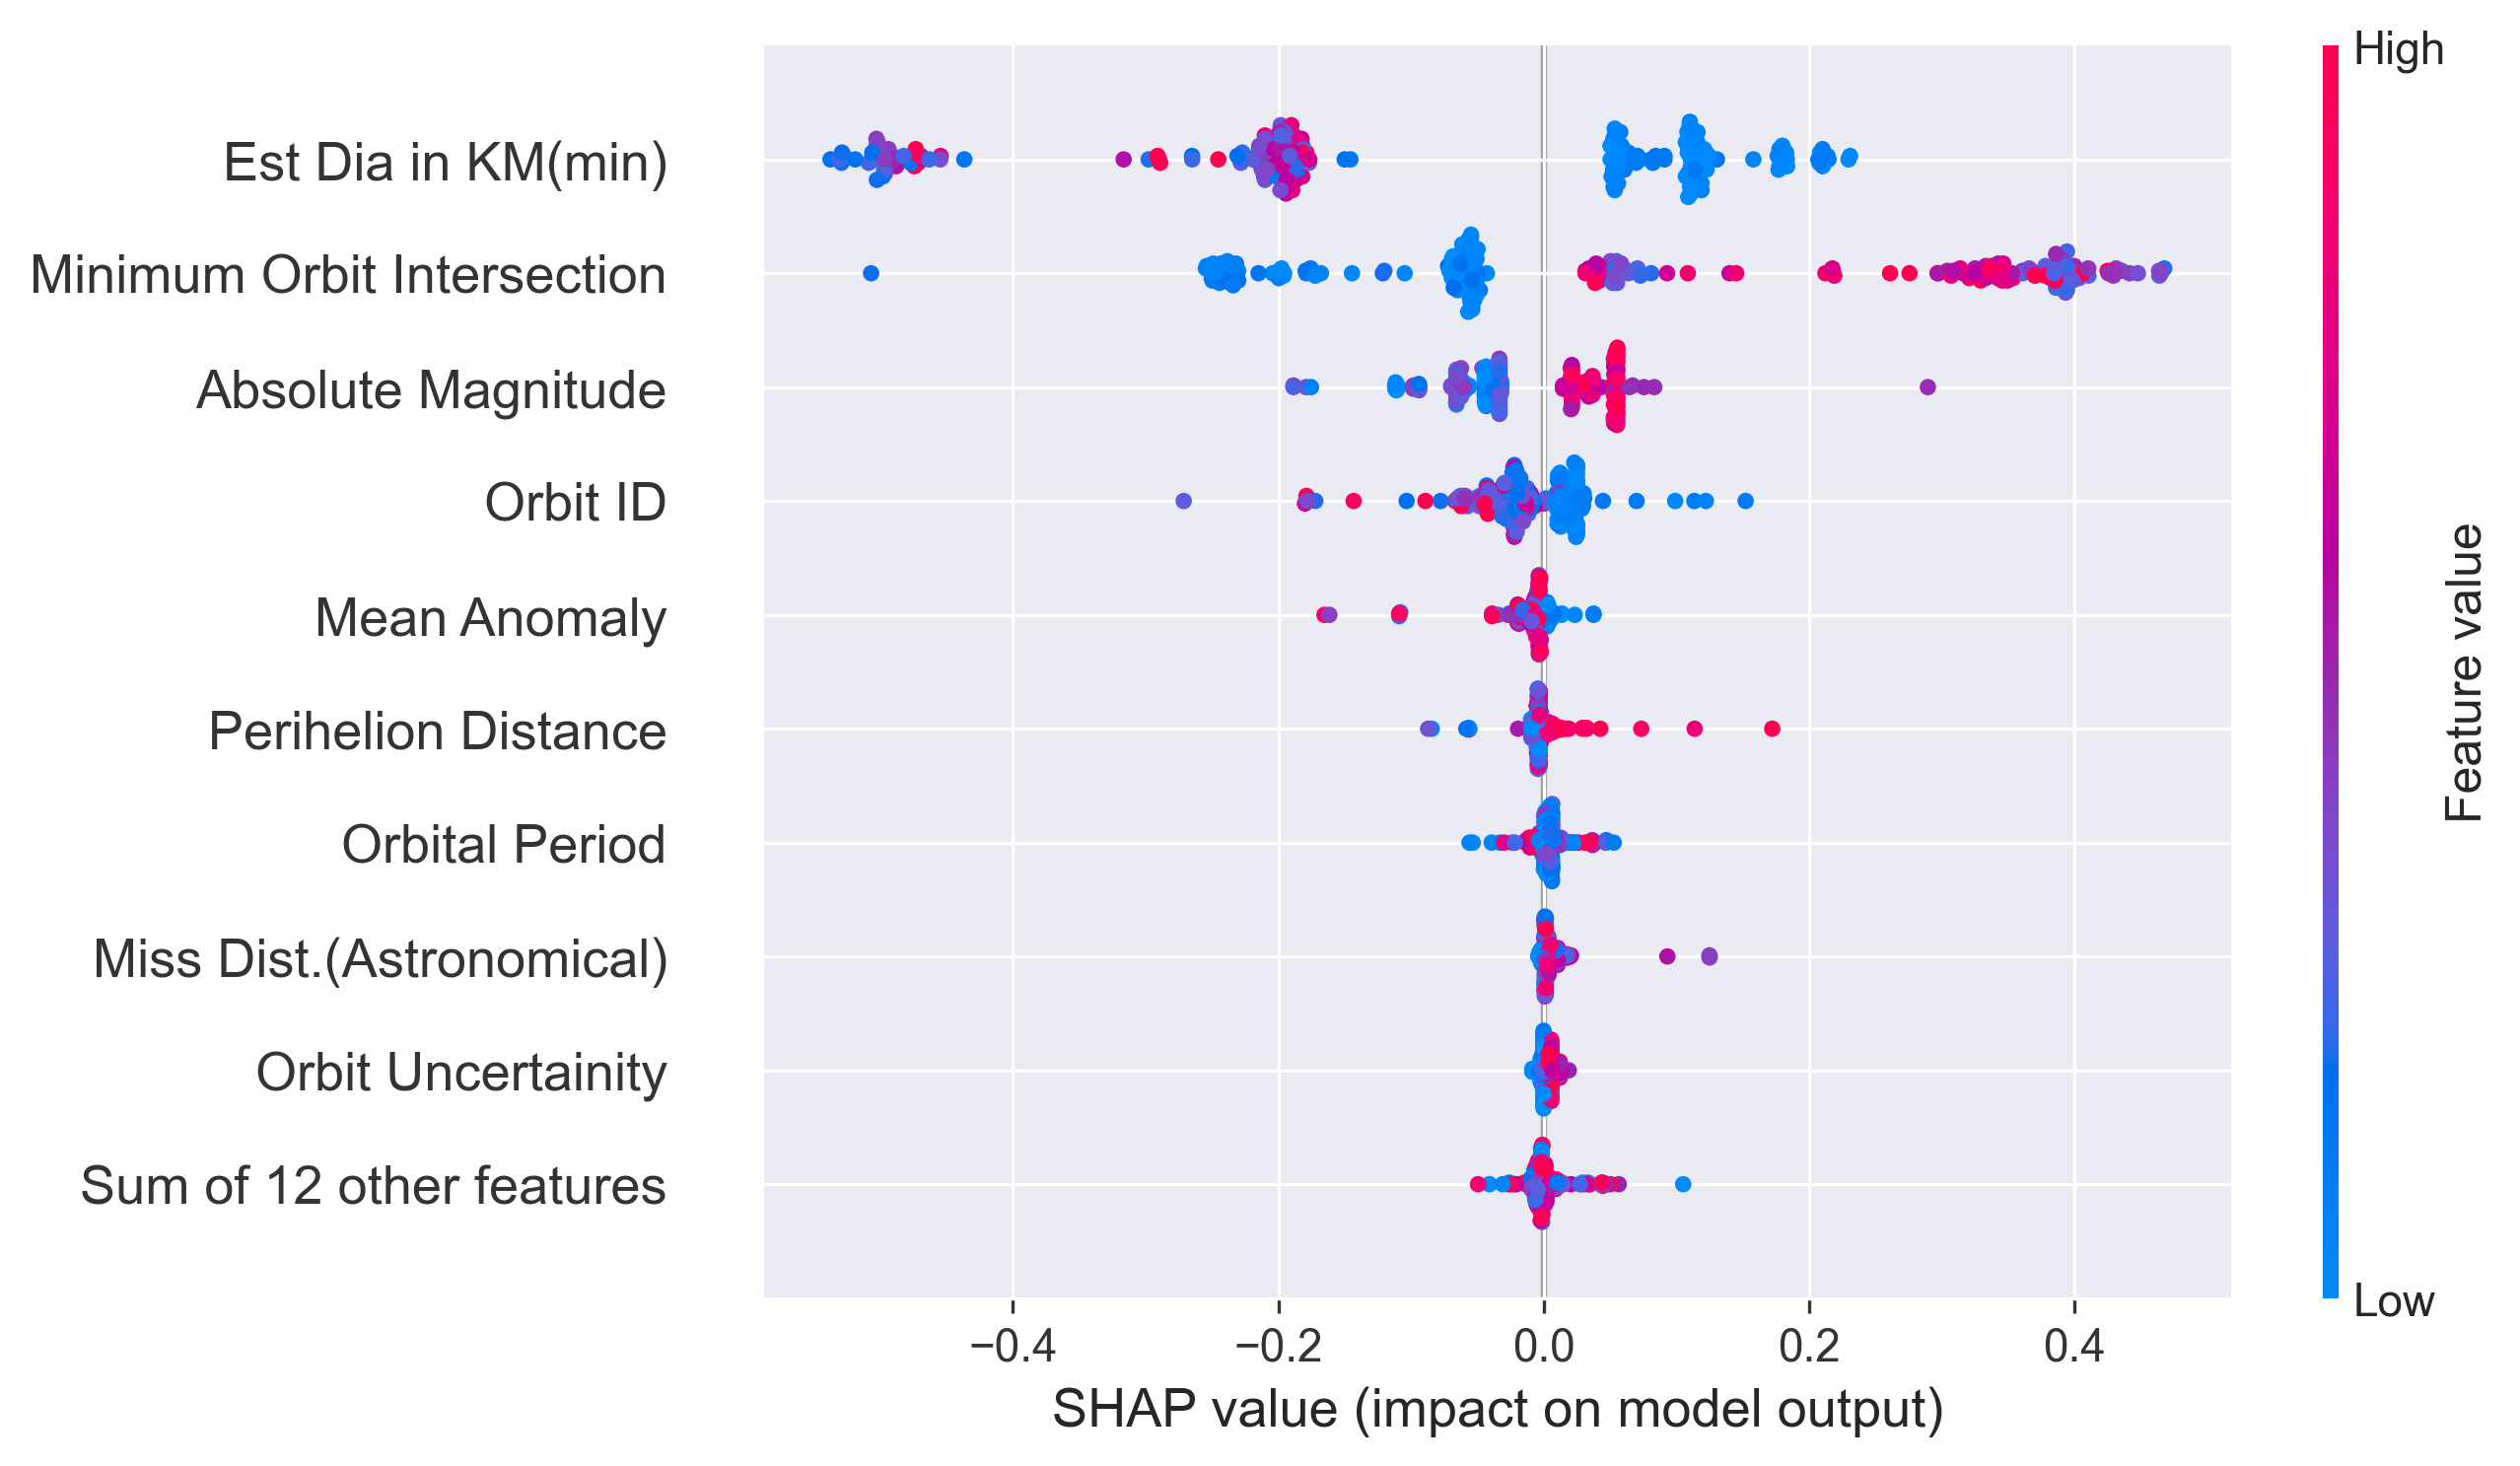 High
Est Dia in KM(min)
Minimum Orbit Intersection
Absolute Magnitude
Orbit ID
Mean Anomaly
Perihelion Distance
Orbital Period
Miss Dist.(Astronomical)
Orbit Uncertainity
Sum of 12 other features
Feature value
Low
−0.4 −0.2 0.0 0.2 0.4
SHAP value (impact on model output)